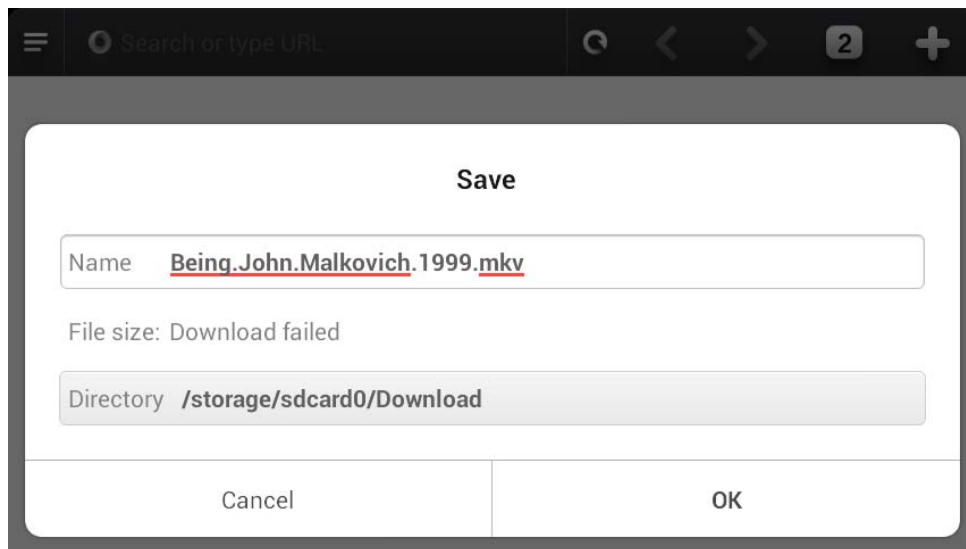 Search or type URL 2
Save
Name Being.John.Malkovich.1999.mkv
File size: Download failed
Directory /storage/sdcard0/Download
Cancel OK